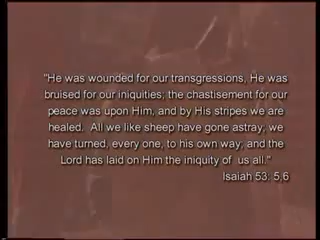 "He was wounded for our transgressions, He was
bruised for our iniquities; the chastisement for our
peace was upon Him, and by His stripes we are
healed.  All we like sheep have gone astray; we
have turned, every one, to his own way; and the
Lord has laid on Him the iniquity of  us all."
Isaiah 53: 5,6